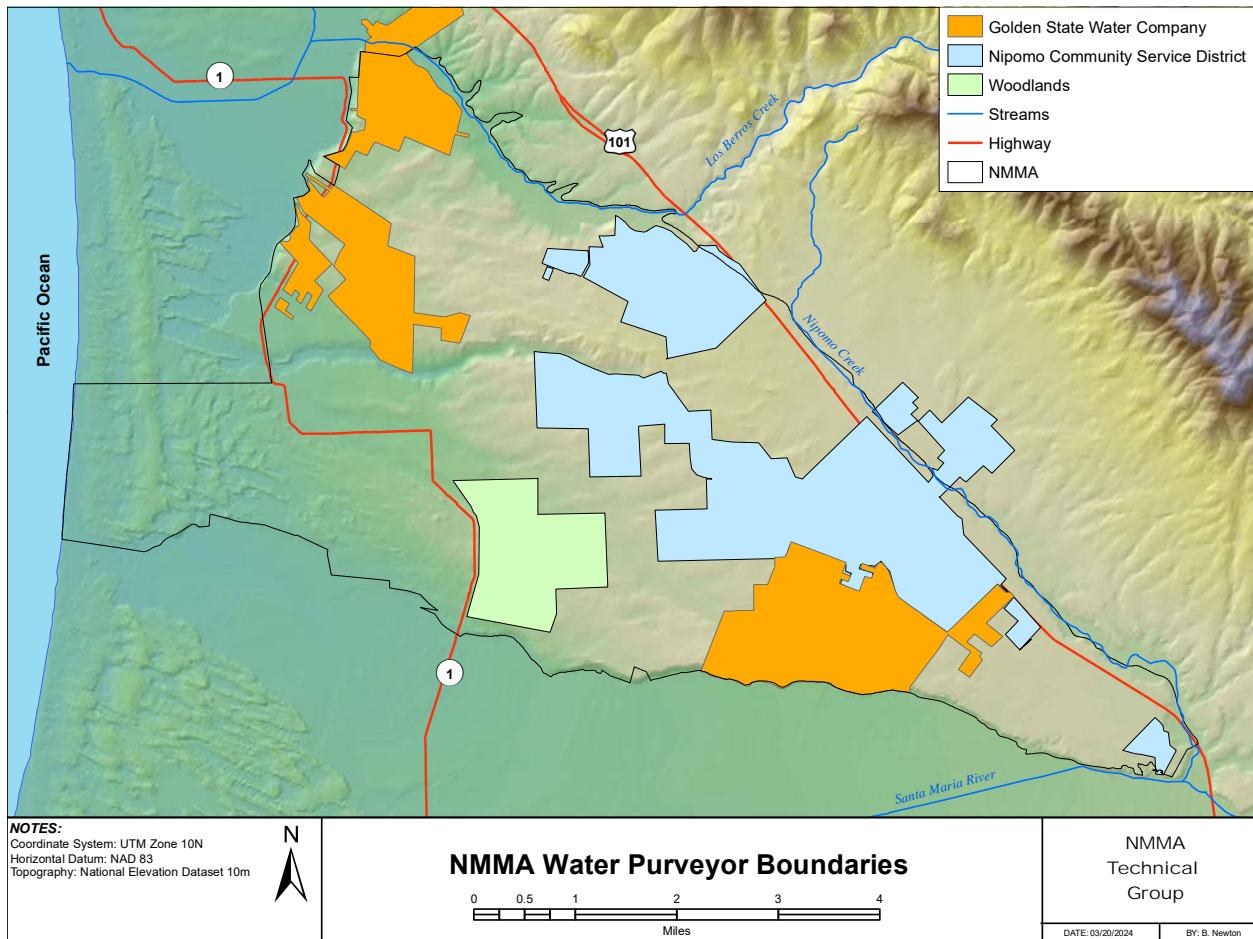 Golden State Water Company
Nipomo Community Service District
Woodlands
Streams
Highway
NMMA
1
101
Los Berros Creek
Pacific Ocean
Nipomo Creek
1
Santa Maria River
NOTES:
Coordinate System: UTM Zone 10N
Horizontal Datum: NAD 83
Topography: National Elevation Dataset 10m
N
NMMA Water Purveyor Boundaries
0 0.5 1 2 3 4
Miles
NMMA
Technical
Group
DATE: 03/20/2024
BY: B. Newton